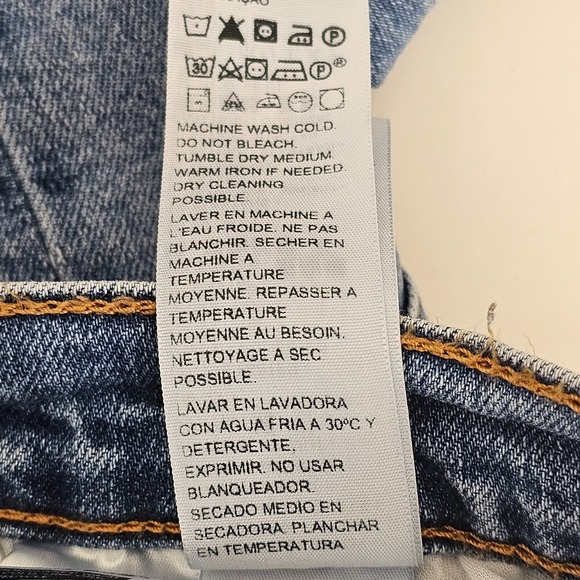 30 P®
MACHINE WASH COLD.
DO NOT BLEACH.
TUMBLE DRY MEDIUM.
WARM IRON IF NEEDED.
DRY CLEANING
POSSIBLE.
LAVER EN MACHINE A
L'EAU FROIDE. NE PAS
BLANCHIR. SECHER EN
MACHINE A
TEMPERATURE
MOYENNE. REPASSER A
TEMPERATURE
MOYENNE AU BESOIN.
NETTOYAGE A SEC
POSSIBLE.
LAVAR EN LAVADORA
CON AGUA FRIA A 30ºC Y
DETERGENTE,
EXPRIMIR. NO USAR
BLANQUEADOR.
SECADO MEDIO EN
SECADORA. PLANCHAR
EN TEMPERATURA